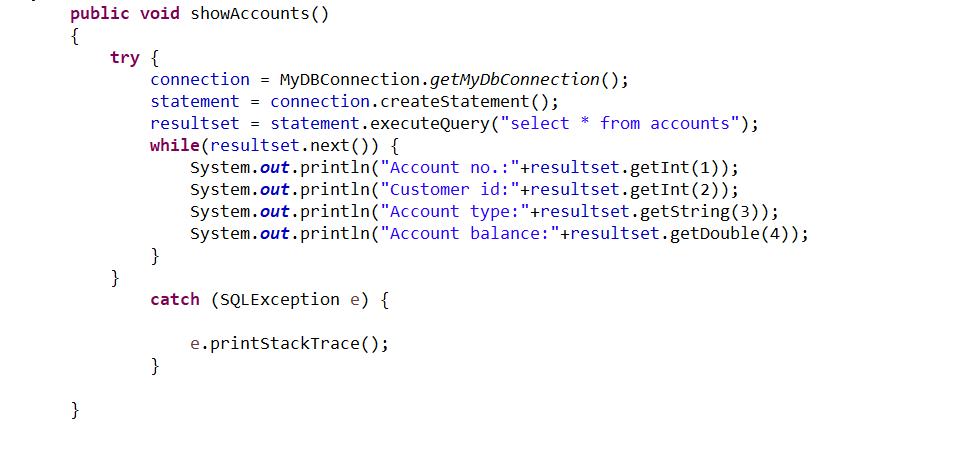 public void showAccounts()
{
try {
connection = MyDBConnection.getMyDbConnection();
statement = connection.createStatement();
resultset = statement.executeQuery("select * from accounts");
while(resultset.next()) {
System.out.println("Account no.:"+resultset.getInt(1));
System.out.println("Customer id:"+resultset.getInt(2));
System.out.println("Account type:"+resultset.getString(3));
System.out.println("Account balance:"+resultset.getDouble(4));
}
}
catch (SQLException e) {
e.printStackTrace();
}
}